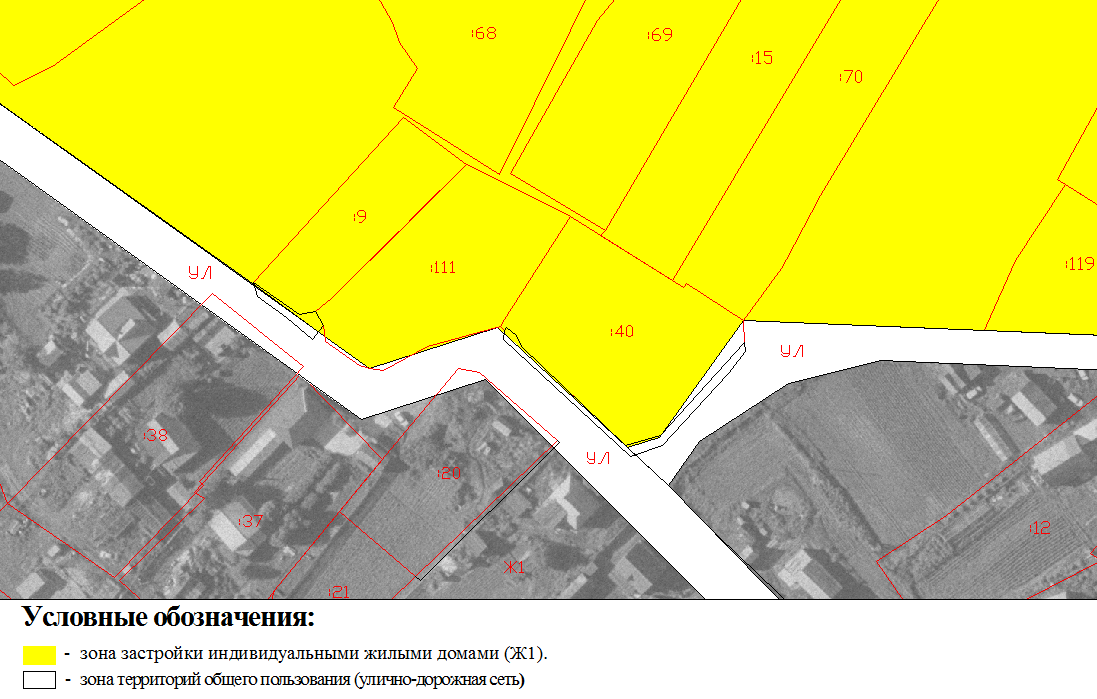 :68
:69
:15
:70
:9
:111
:119
УЛ
:40
УЛ
:38
УЛ
:20
:37
:12
Ж1
:21
Условные обозначения:
- зона застройки индивидуальными жилыми домами (Ж1).
- зона территорий общего пользования (улично-дорожная сеть)